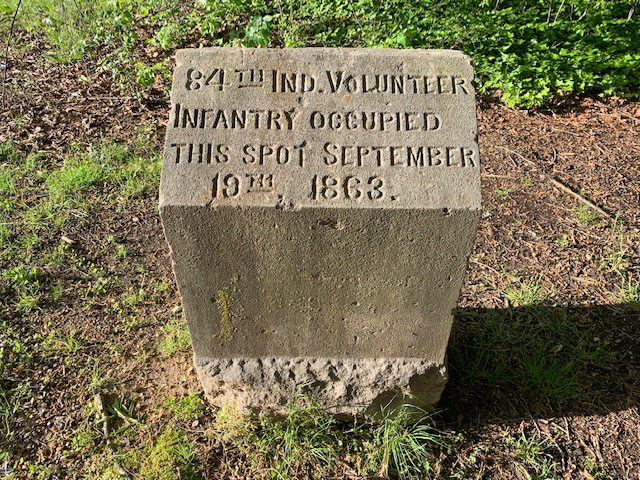 84TH IND. VOLUNTEER
INFANTRY OCCUPIED
THIS SPOT SEPTEMBER
19TH, 1863.